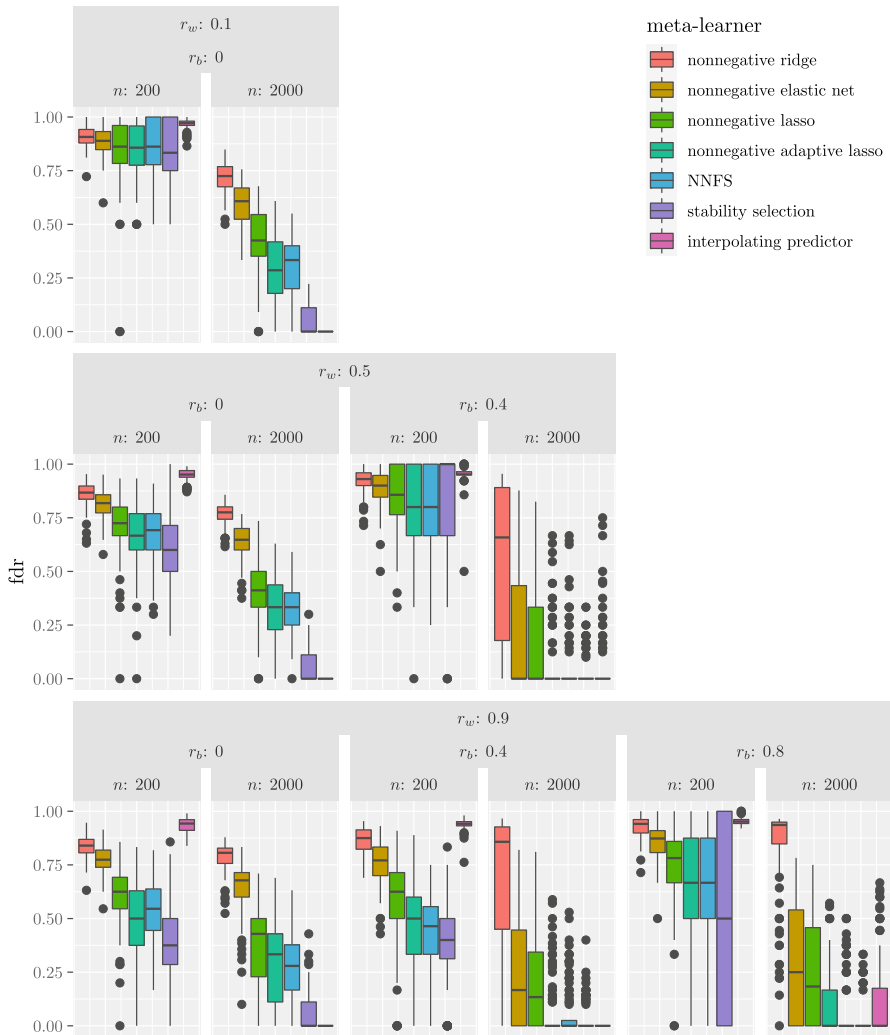 r_w: 0.1
r_b: 0
n: 200 n: 2000
1.00
0.75
0.50
0.25
0.00
meta-learner
nonnegative ridge
nonnegative elastic net
nonnegative lasso
nonnegative adaptive lasso
NNFS
stability selection
interpolating predictor
r_w: 0.5
r_b: 0 r_b: 0.4
n: 200 n: 2000 n: 200 n: 2000
1.00
0.75
0.50
0.25
0.00
fdr
r_w: 0.9
r_b: 0 r_b: 0.4 r_b: 0.8
n: 200 n: 2000 n: 200 n: 2000 n: 200 n: 2000
1.00
0.75
0.50
0.25
0.00